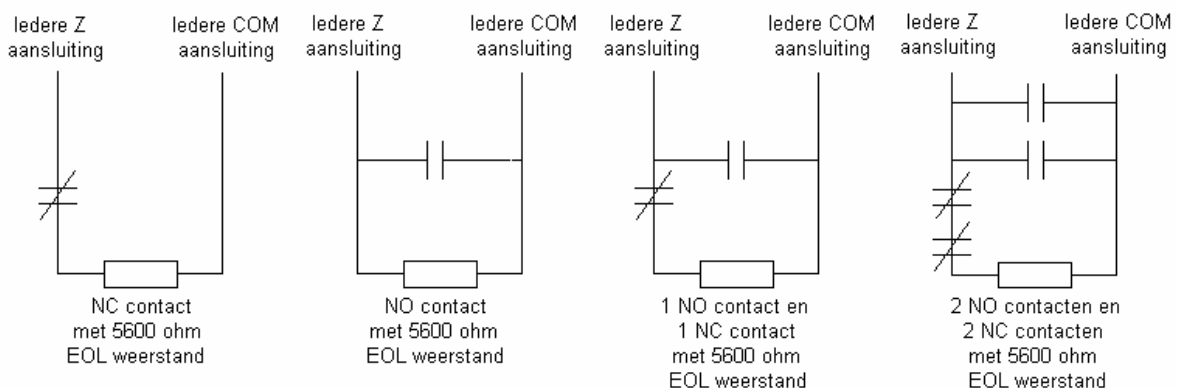 Iedere Z
aansluiting
Iedere COM
aansluiting
Iedere Z
aansluiting
Iedere COM
aansluiting
Iedere Z
aansluiting
Iedere COM
aansluiting
Iedere Z
aansluiting
Iedere COM
aansluiting
NC contact
met 5600 ohm
EOL weerstand
NO contact
met 5600 ohm
EOL weerstand
1 NO contact en
1 NC contact
met 5600 ohm
EOL weerstand
2 NO contacten en
2 NC contacten
met 5600 ohm
EOL weerstand